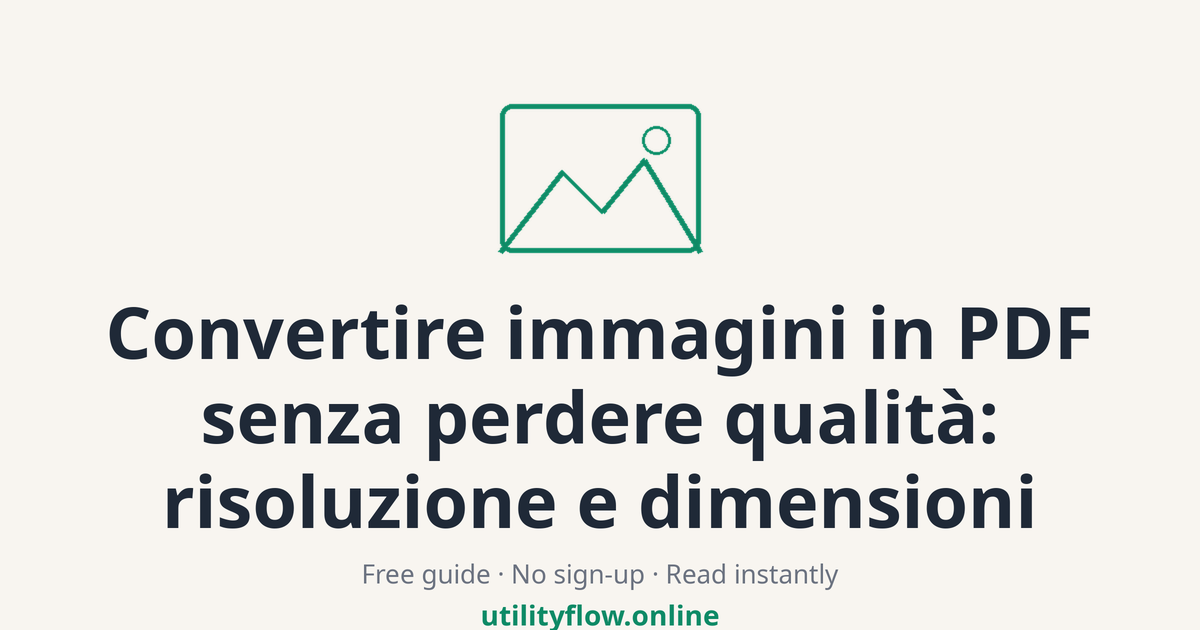 Convertire immagini in PDF
senza perdere qualità:
risoluzione e dimensioni
Free guide · No sign-up · Read instantly
utilityflow.online